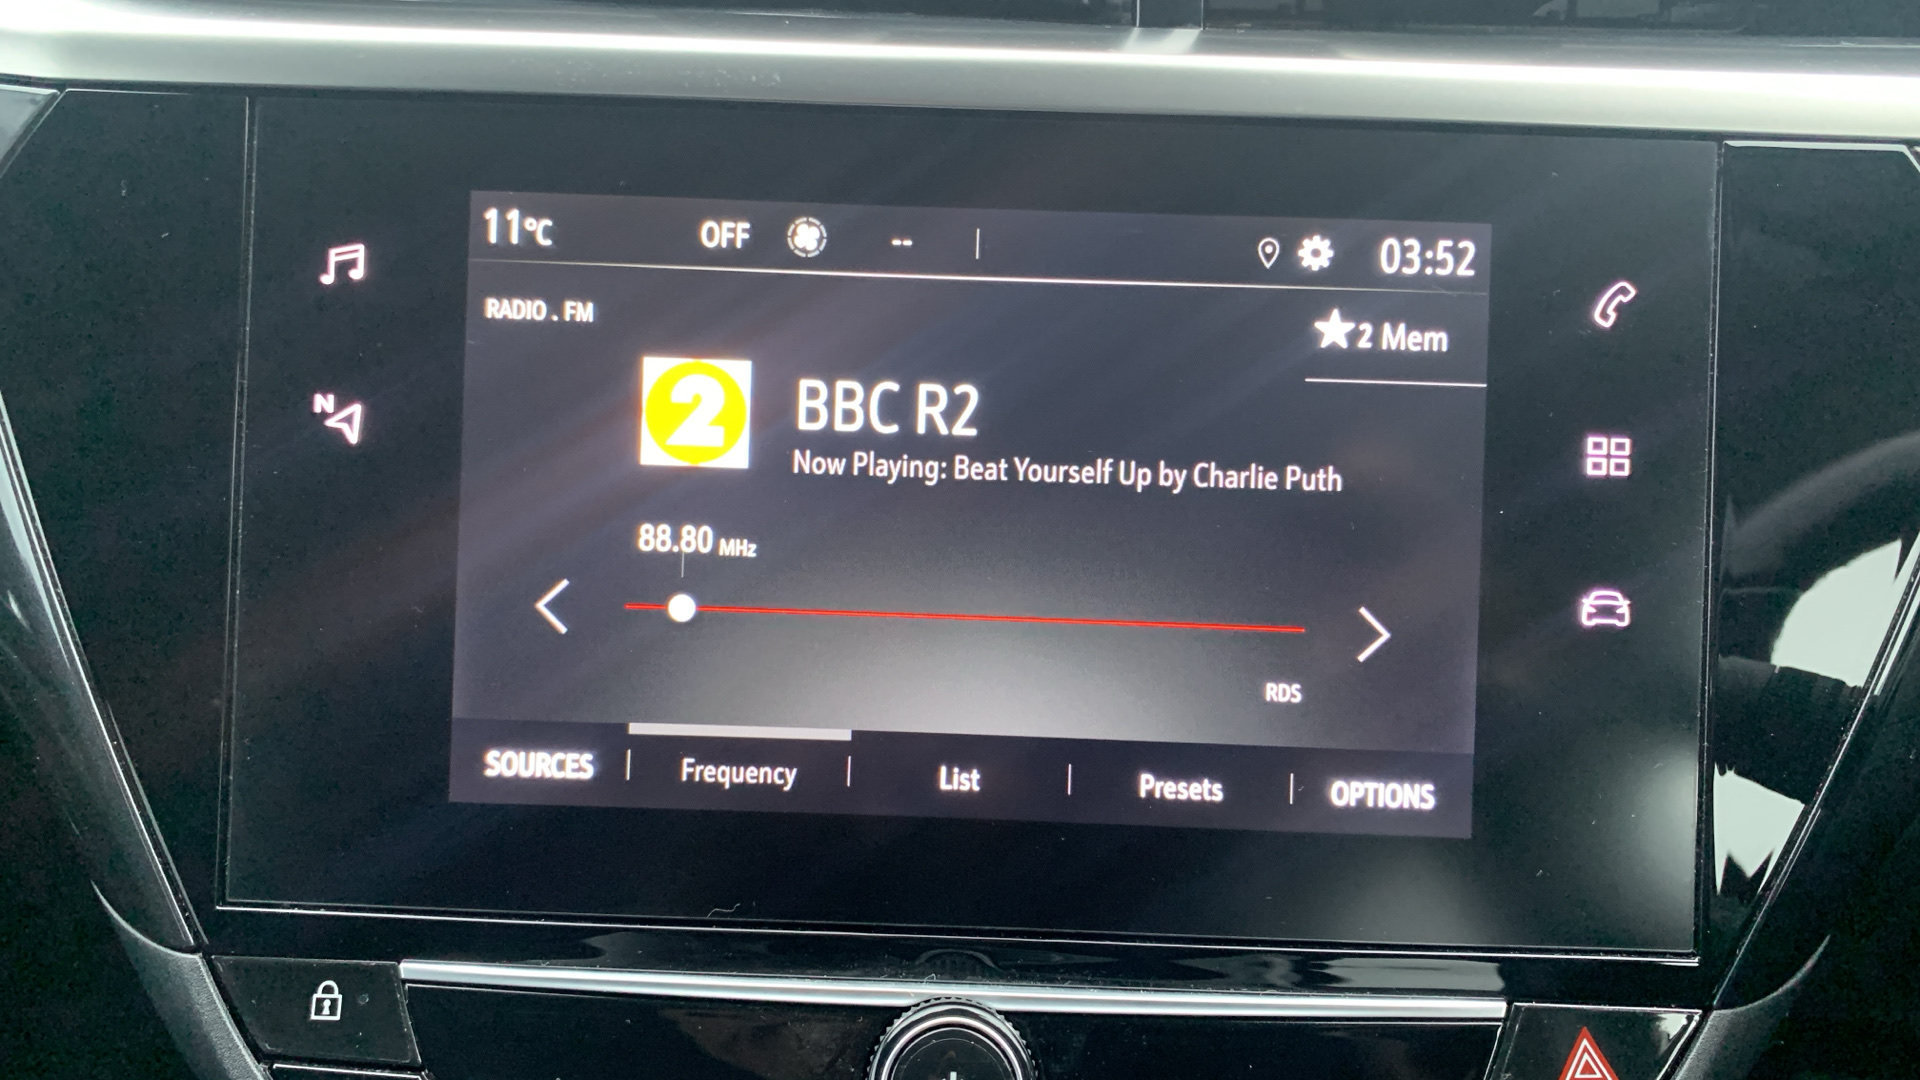 11°C OFF -- 03:52
RADIO . FM
2 Mem
2
BBC R2
Now Playing: Beat Yourself Up by Charlie Puth
88.80 MHz
RDS
SOURCES Frequency List Presets OPTIONS
N